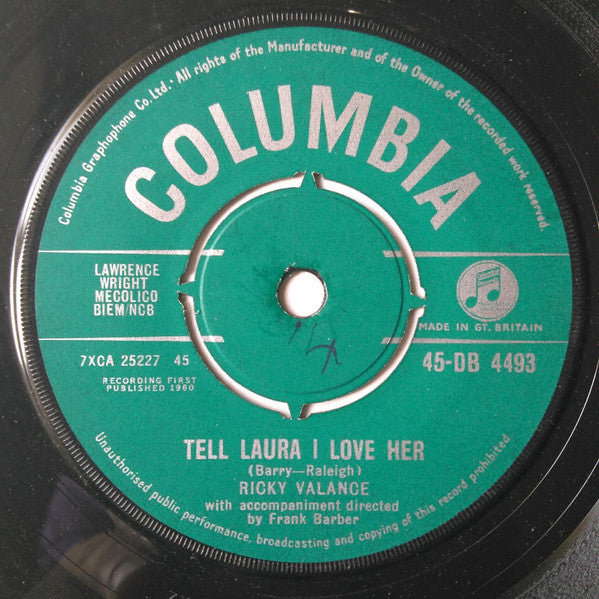 Columbia Graphophone Co. Ltd. All rights of the Manufacturer and of the Owner of the recorded work reserved.
COLUMBIA
LAWRENCE
WRIGHT
MECOLICO
BIEM/NCB
MADE IN GT. BRITAIN
7XCA 25227 45
45-DB 4493
RECORDING FIRST
PUBLISHED 1960
TELL LAURA I LOVE HER
(Barry—Raleigh)
RICKY VALANCE
with accompaniment directed
by Frank Barber
Unauthorised public performance, broadcasting and copying of this record prohibited.